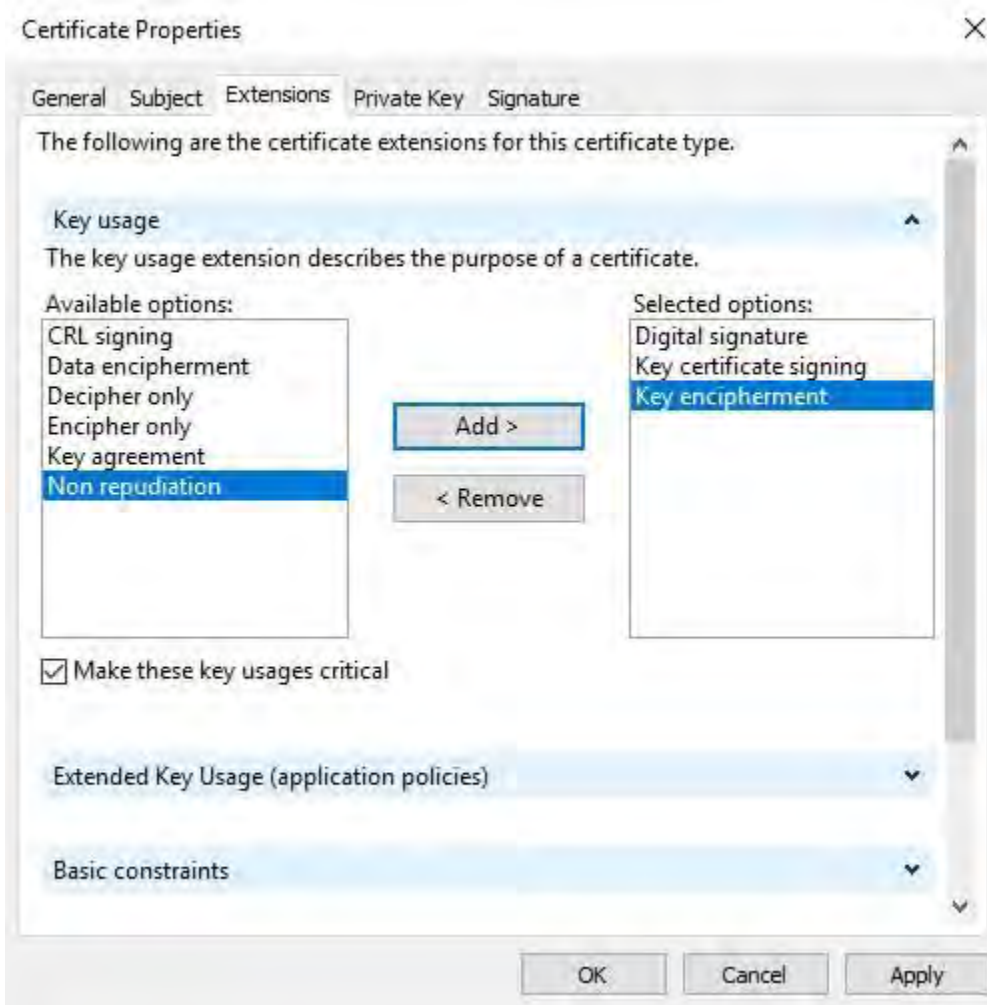 Certificate Properties
General Subject Extensions Private Key Signature
The following are the certificate extensions for this certificate type.
Key usage
The key usage extension describes the purpose of a certificate.
Available options:
CRL signing
Data encipherment
Decipher only
Encipher only
Key agreement
Non repudiation
Add >
< Remove
Selected options:
Digital signature
Key certificate signing
Key encipherment
Make these key usages critical
Extended Key Usage (application policies)
Basic constraints
OK Cancel Apply